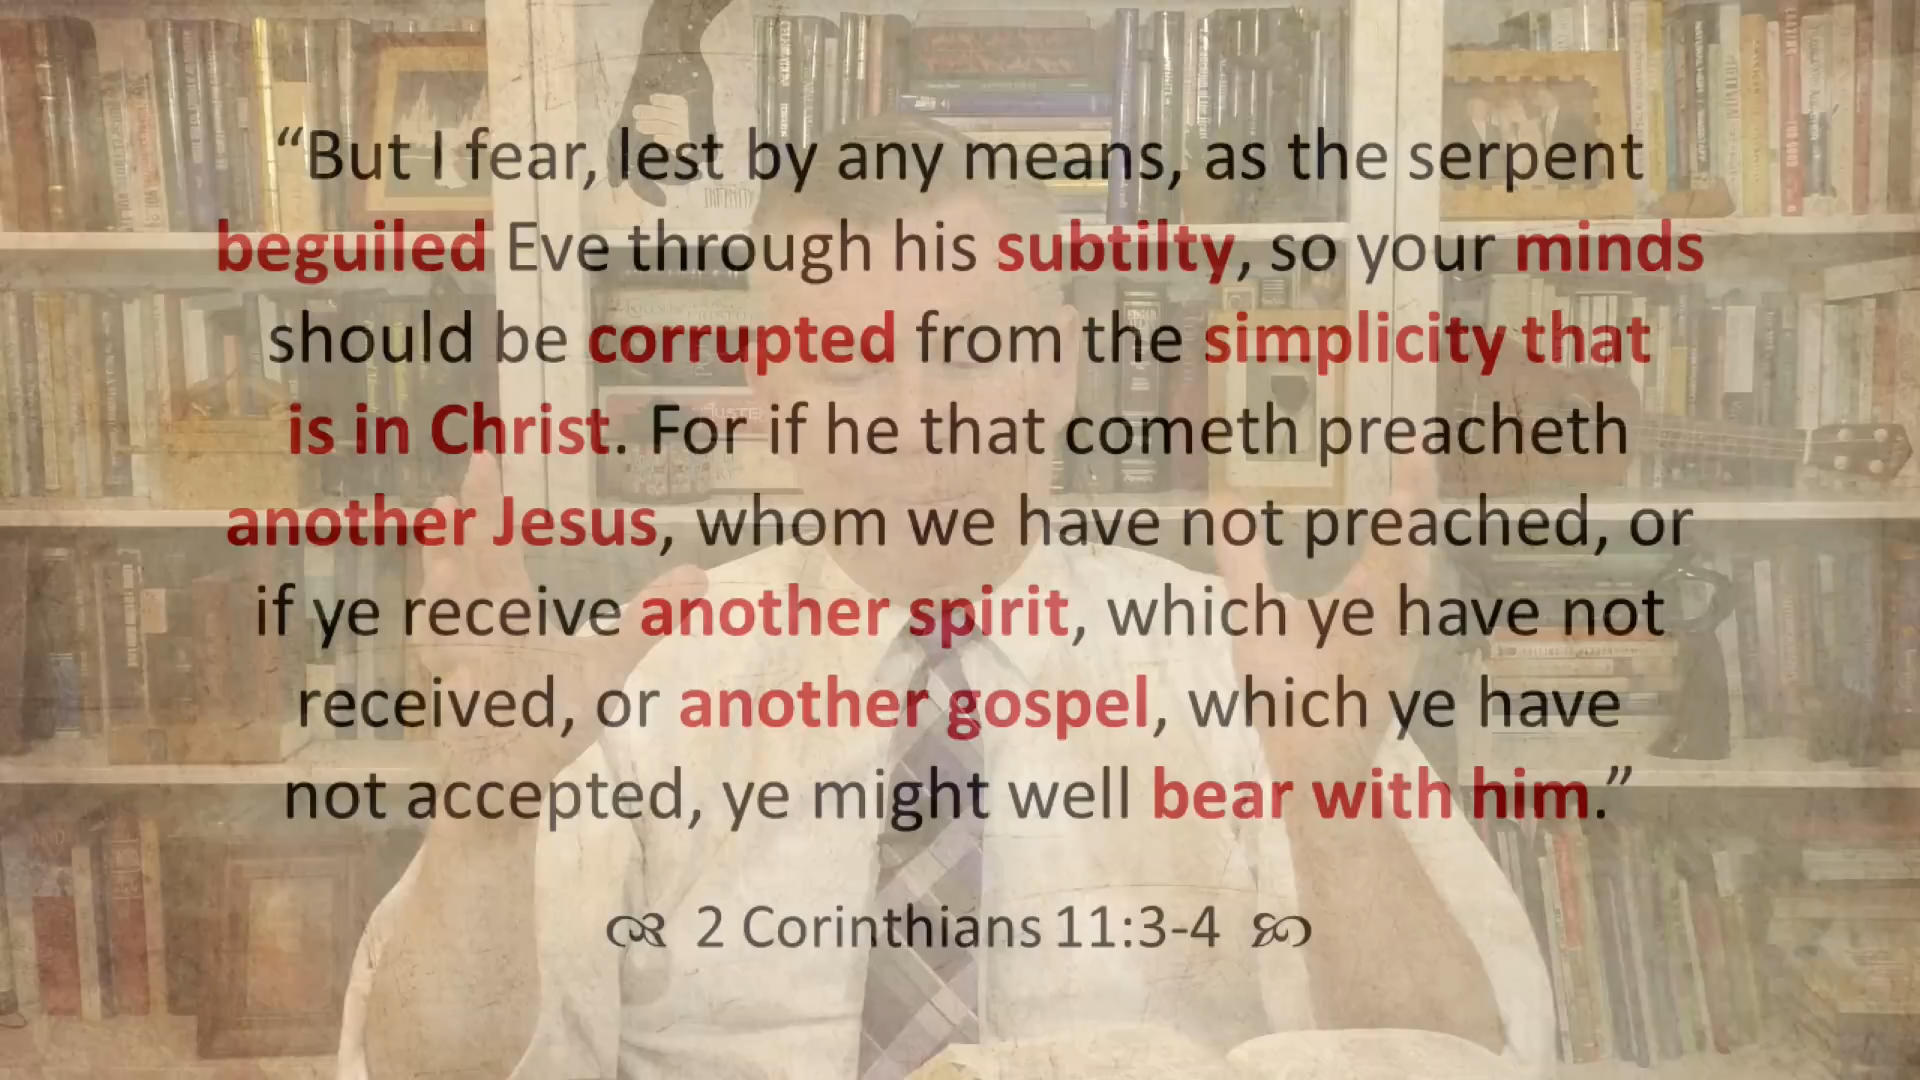 “But I fear, lest by any means, as the serpent
beguiled Eve through his subtilty, so your minds
should be corrupted from the simplicity that
is in Christ. For if he that cometh preacheth
another Jesus, whom we have not preached, or
if ye receive another spirit, which ye have not
received, or another gospel, which ye have
not accepted, ye might well bear with him.”
2 Corinthians 11:3-4